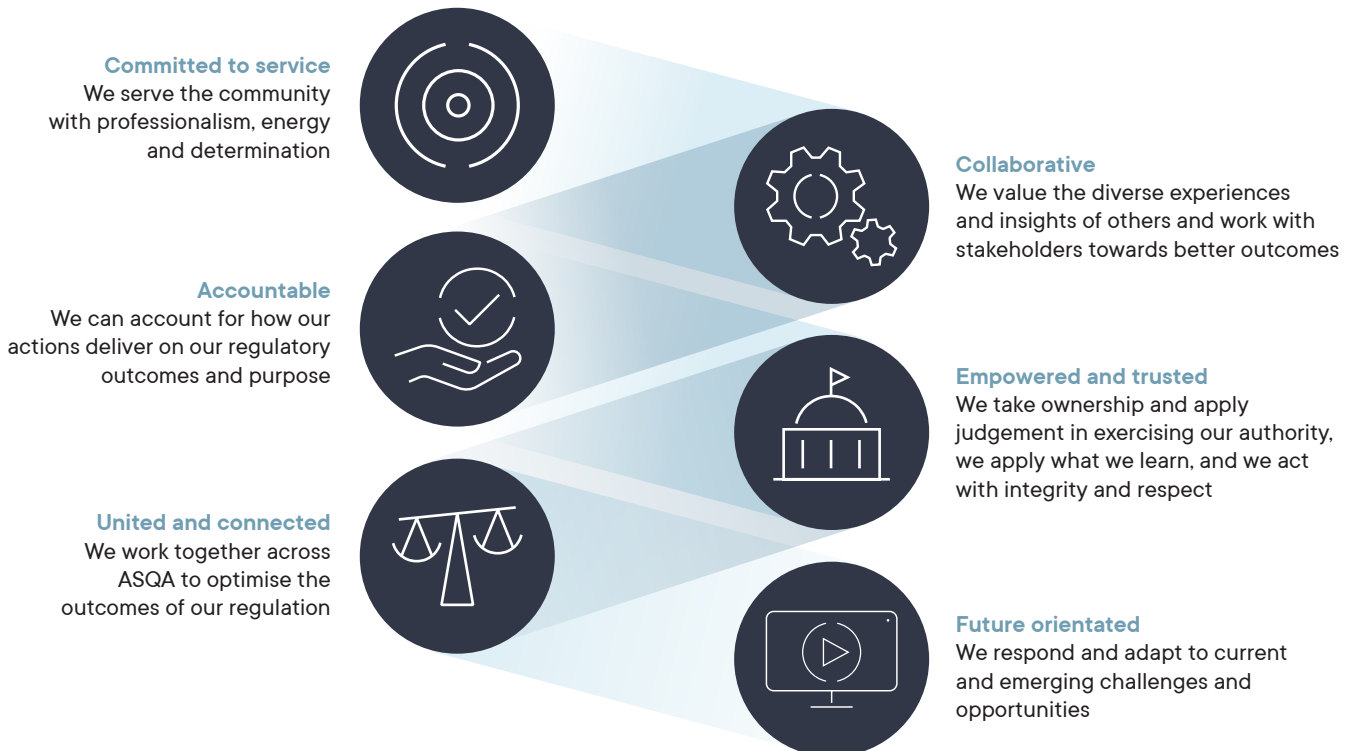 Committed to service
We serve the community
with professionalism, energy
and determination
Collaborative
We value the diverse experiences
and insights of others and work with
stakeholders towards better outcomes
Accountable
We can account for how our
actions deliver on our regulatory
outcomes and purpose
Empowered and trusted
We take ownership and apply
judgement in exercising our authority,
we apply what we learn, and we act
with integrity and respect
United and connected
We work together across
ASQA to optimise the
outcomes of our regulation
Future orientated
We respond and adapt to current
and emerging challenges and
opportunities